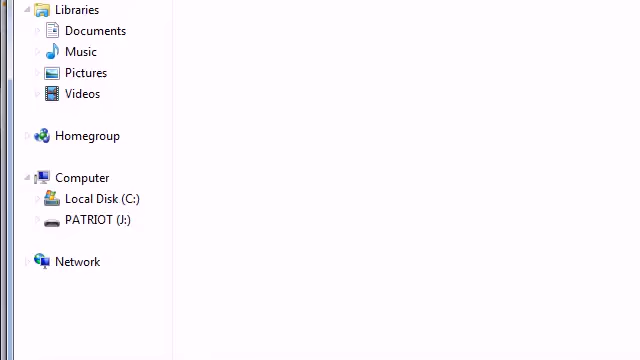 Libraries
Documents
Music
Pictures
Videos
Homegroup
Computer
Local Disk (C:)
PATRIOT (J:)
Network